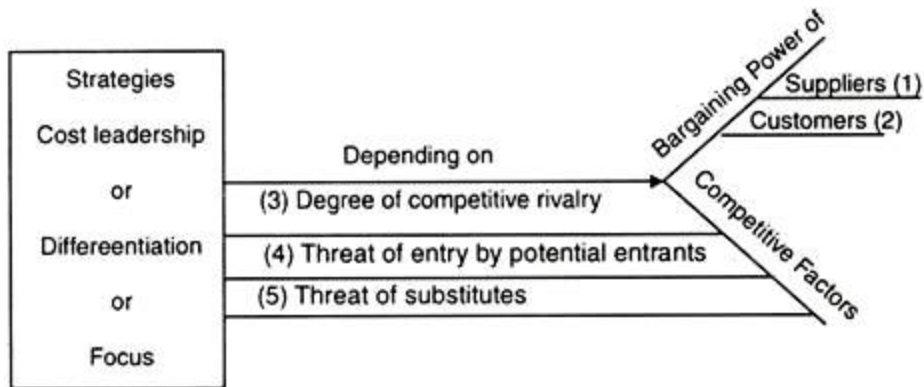 Strategies
Cost leadership
or
Differeentiation
or
Focus
Depending on
(3) Degree of competitive rivalry
(4) Threat of entry by potential entrants
(5) Threat of substitutes
Bargaining Power of
Suppliers (1)
Customers (2)
Competitive Factors